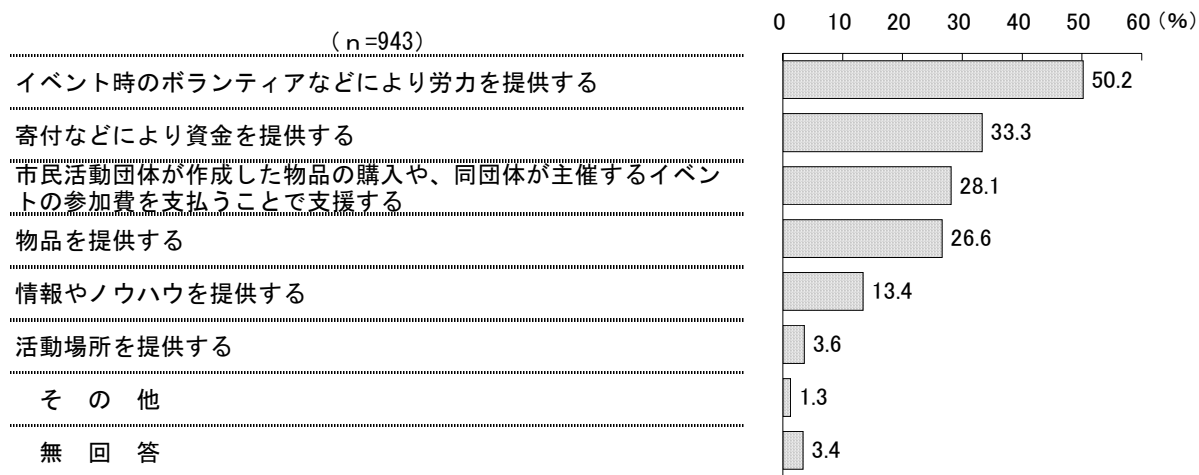 0 10 20 30 40 50 60 (%)
(n=943)
イベント時のボランティアなどにより労力を提供する 50.2
寄付などにより資金を提供する 33.3
市民活動団体が作成した物品の購入や、同団体が主催するイベン
トの参加費を支払うことで支援する 28.1
物品を提供する 26.6
情報やノウハウを提供する 13.4
活動場所を提供する 3.6
そ の 他 1.3
無 回 答 3.4